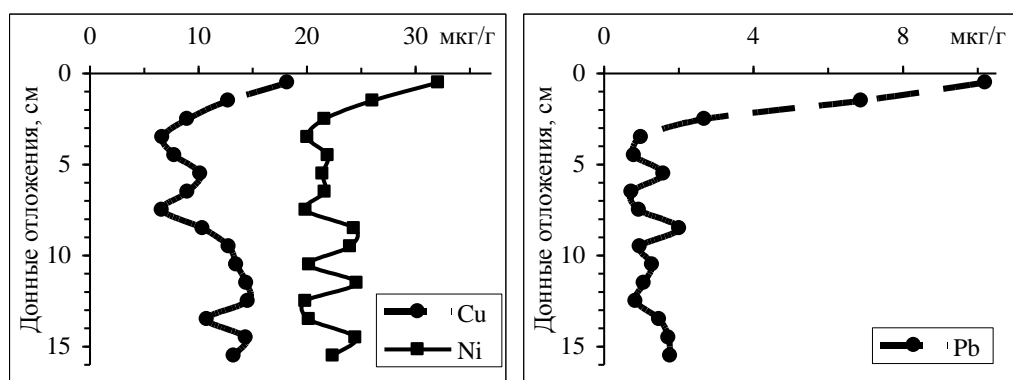 0 10 20 30 мкг/г
0
5
10
15
Донные отложения, см
Cu
Ni
0 4 8 мкг/г
0
5
10
15
Донные отложения, см
Pb